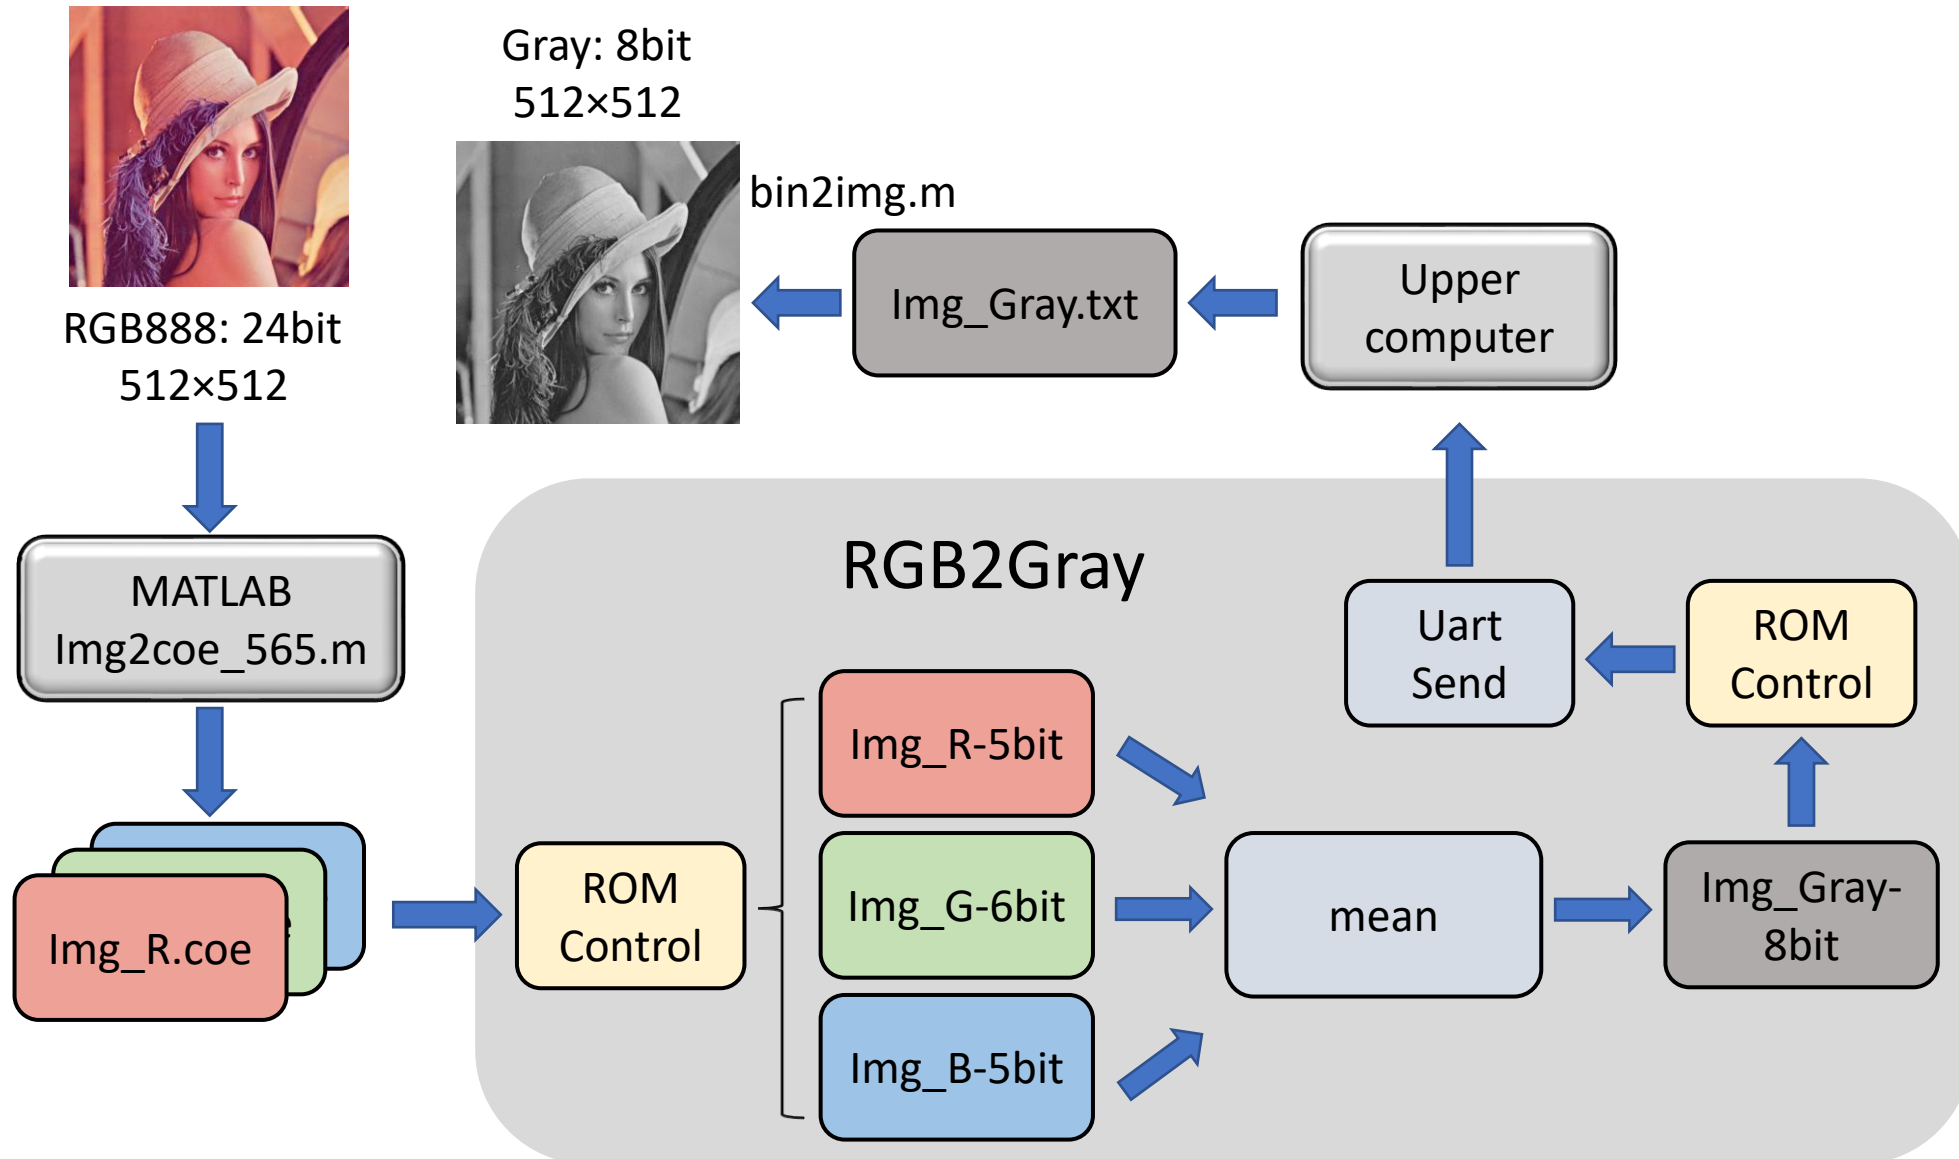 RGB888: 24bit
512×512
Gray: 8bit
512×512
bin2img.m
Img_Gray.txt
Upper
computer
MATLAB
Img2coe_565.m
Img_R.coe
RGB2Gray
ROM
Control
Img_R-5bit
Img_G-6bit
Img_B-5bit
mean
Img_Gray-
8bit
ROM
Control
Uart
Send